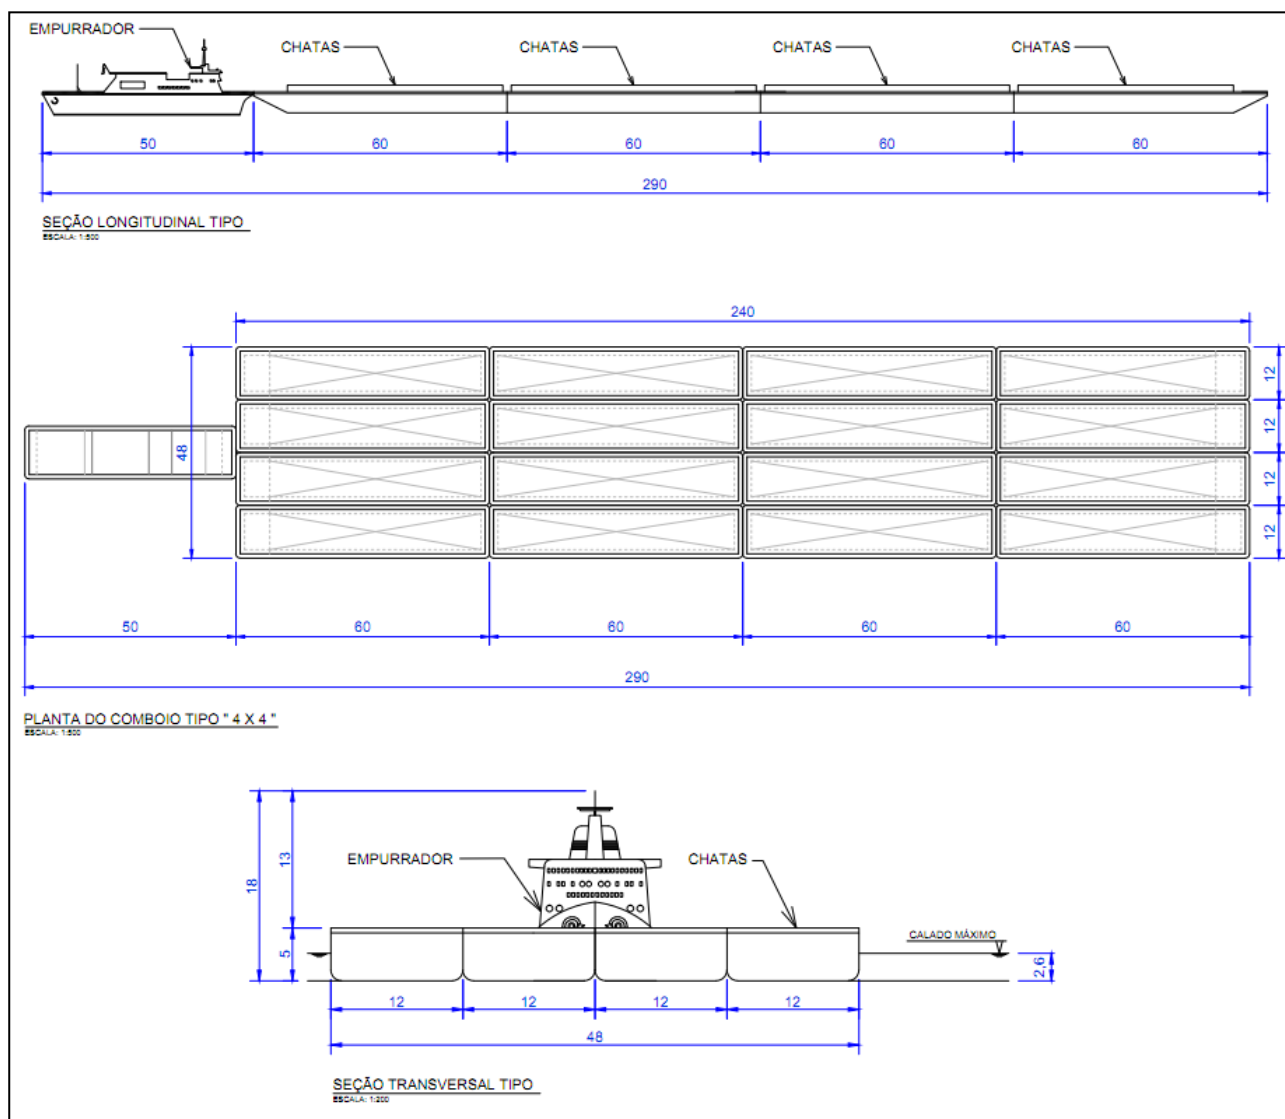 EMPURRADOR
CHATAS
CHATAS
CHATAS
CHATAS
50
60
60
60
60
290
SEÇÃO LONGITUDINAL TIPO
ESCALA: 1:500
240
48
12
12
12
12
50
60
60
60
60
290
PLANTA DO COMBOIO TIPO " 4 X 4 "
ESCALA: 1:500
18
13
5
EMPURRADOR
CHATAS
CALADO MÁXIMO
2,6
12
12
12
12
48
SEÇÃO TRANSVERSAL TIPO
ESCALA: 1:200